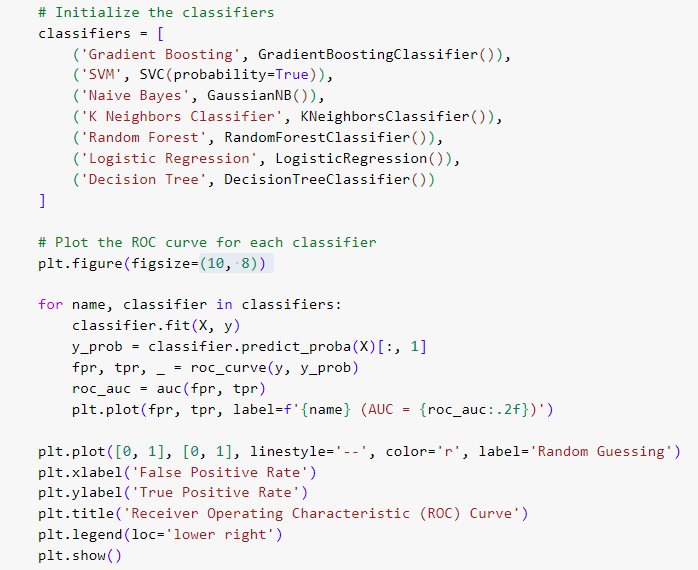 # Initialize the classifiers
classifiers = [
    ('Gradient Boosting', GradientBoostingClassifier()),
    ('SVM', SVC(probability=True)),
    ('Naive Bayes', GaussianNB()),
    ('K Neighbors Classifier', KNeighborsClassifier()),
    ('Random Forest', RandomForestClassifier()),
    ('Logistic Regression', LogisticRegression()),
    ('Decision Tree', DecisionTreeClassifier())
]

# Plot the ROC curve for each classifier
plt.figure(figsize=(10, 8))

for name, classifier in classifiers:
    classifier.fit(X, y)
    y_prob = classifier.predict_proba(X)[:, 1]
    fpr, tpr, _ = roc_curve(y, y_prob)
    roc_auc = auc(fpr, tpr)
    plt.plot(fpr, tpr, label=f'{name} (AUC = {roc_auc:.2f})')

plt.plot([0, 1], [0, 1], linestyle='--', color='r', label='Random Guessing')
plt.xlabel('False Positive Rate')
plt.ylabel('True Positive Rate')
plt.title('Receiver Operating Characteristic (ROC) Curve')
plt.legend(loc='lower right')
plt.show()